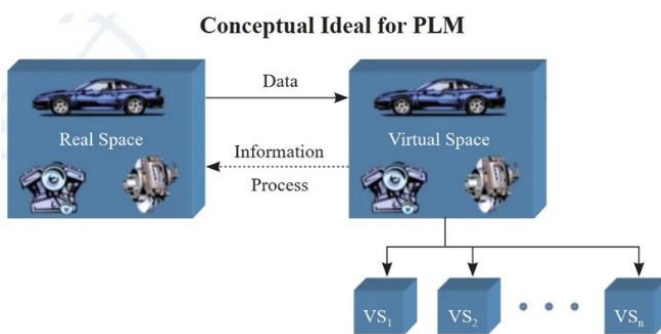 Conceptual Ideal for PLM
Data
Real Space
Virtual Space
Information
Process
VS₁
VS₂
VSₙ